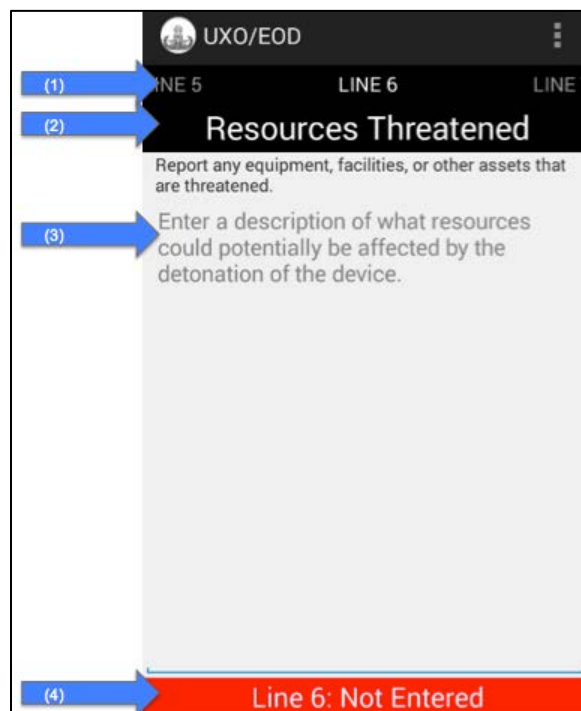 UXO/EOD
(1) INE 5 LINE 6 LINE
(2) Resources Threatened
Report any equipment, facilities, or other assets that
are threatened.
(3) Enter a description of what resources
could potentially be affected by the
detonation of the device.
(4) Line 6: Not Entered